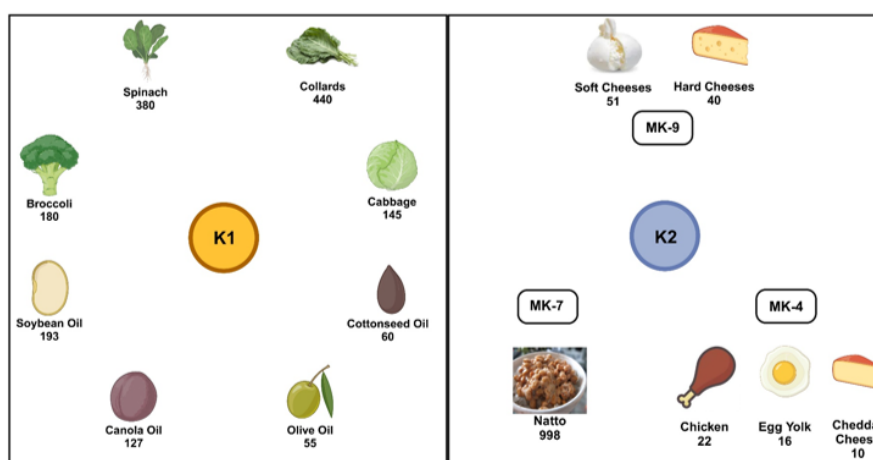 Spinach
380
Collards
440
Broccoli
180
Cabbage
145
K1
Soybean Oil
193
Cottonseed Oil
60
Canola Oil
127
Olive Oil
55
Soft Cheeses
51
Hard Cheeses
40
MK-9
K2
MK-7
MK-4
Natto
998
Chicken
22
Egg Yolk
16
Chedda
Chees
10